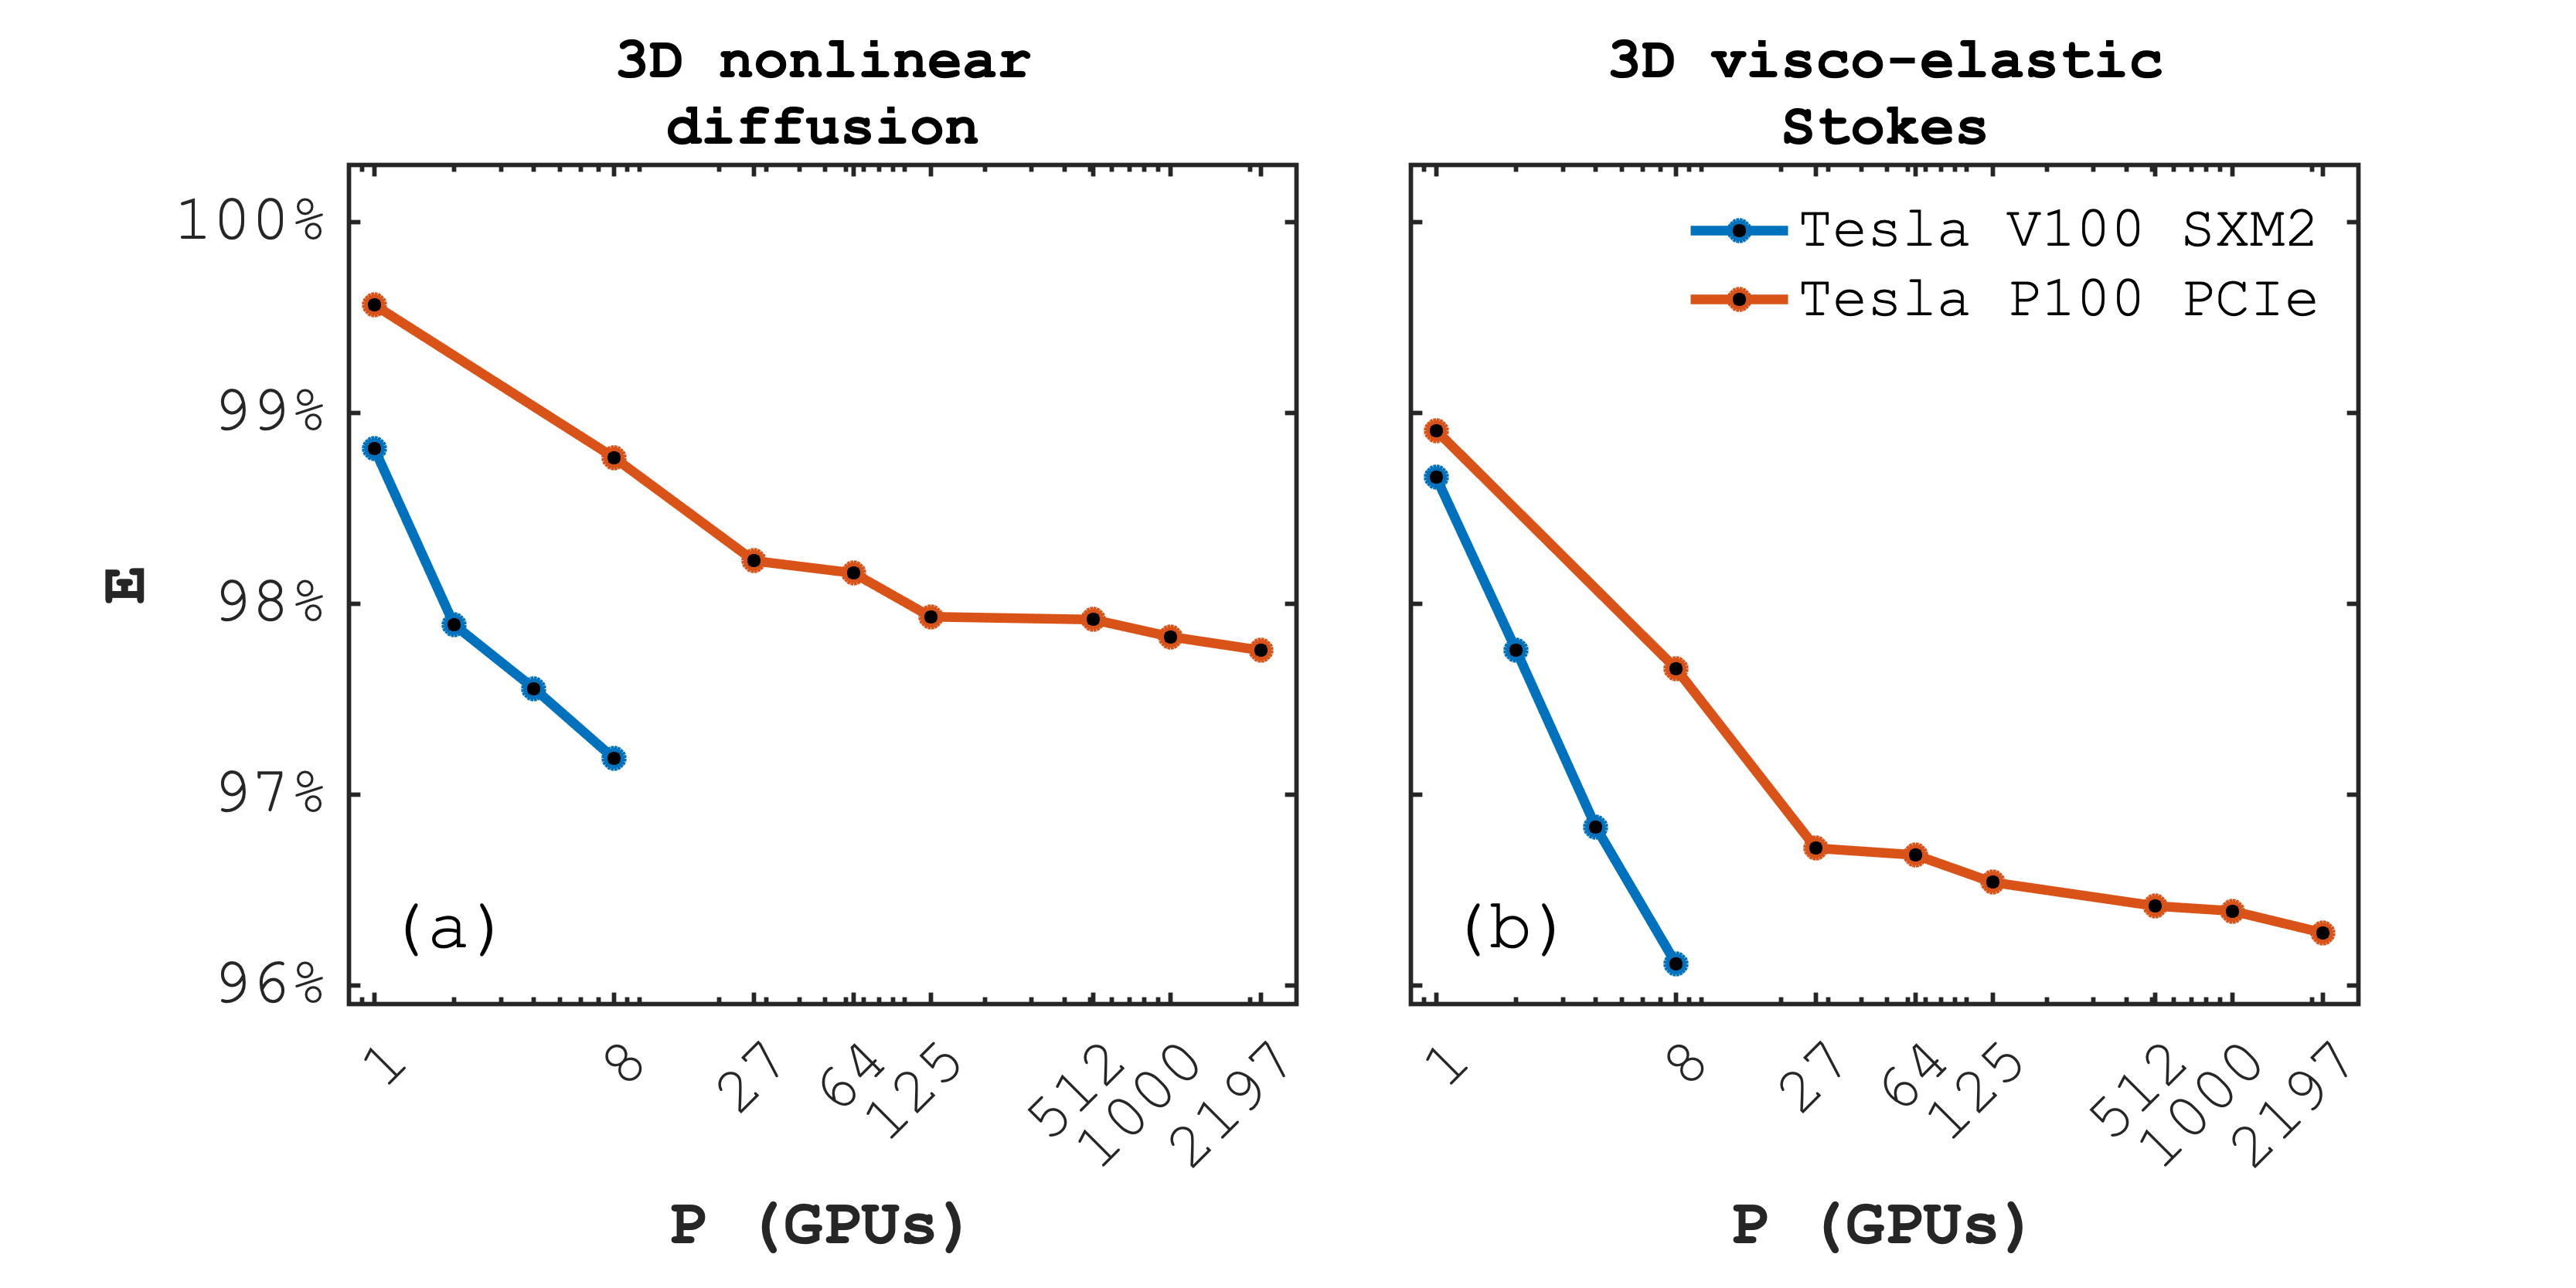 3D nonlinear
diffusion
100%
99%
98%
97%
96%
E
(a)
1 8 27 64 125 512 1000 2197
P (GPUs)
3D visco-elastic
Stokes
Tesla V100 SXM2
Tesla P100 PCIe
(b)
1 8 27 64 125 512 1000 2197
P (GPUs)